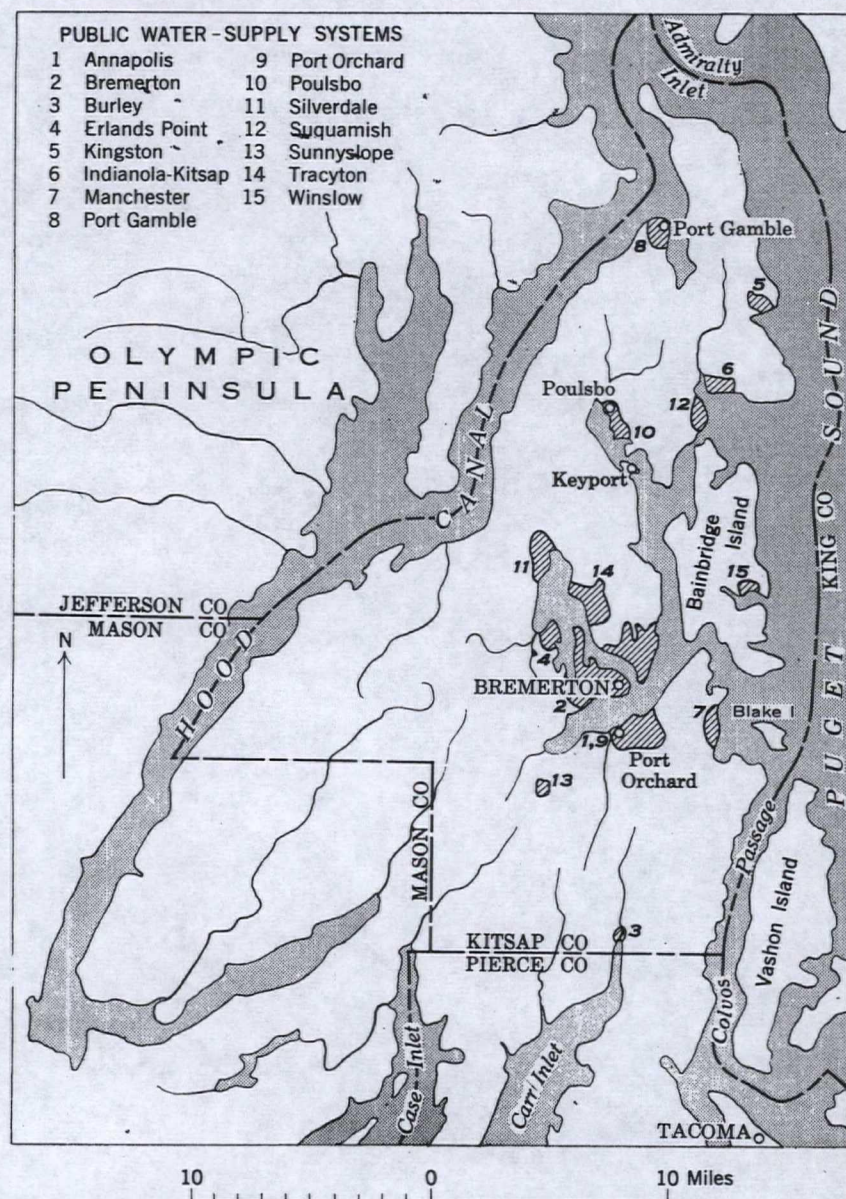 PUBLIC WATER-SUPPLY SYSTEMS
1 Annapolis
2 Bremerton
3 Burley
4 Erlands Point
5 Kingston
6 Indianola-Kitsap
7 Manchester
8 Port Gamble
9 Port Orchard
10 Poulsbo
11 Silverdale
12 Suquamish
13 Sunnyslope
14 Tracyton
15 Winslow
Admiralty
Inlet
Port Gamble
8
5
OLYMPIC
PENINSULA
6
Poulsbo
12
10
Keyport
HOOD CANAL
PUGET SOUND
KING CO
Bainbridge
Island
11
14
15
JEFFERSON CO
MASON CO
N
4
BREMERTON
2
7
Blake I
1,9
Port
Orchard
13
MASON CO
Passage
Vashon Island
3
KITSAP CO
PIERCE CO
Colvos
Case Inlet
Carr Inlet
TACOMA
10 0 10 Miles